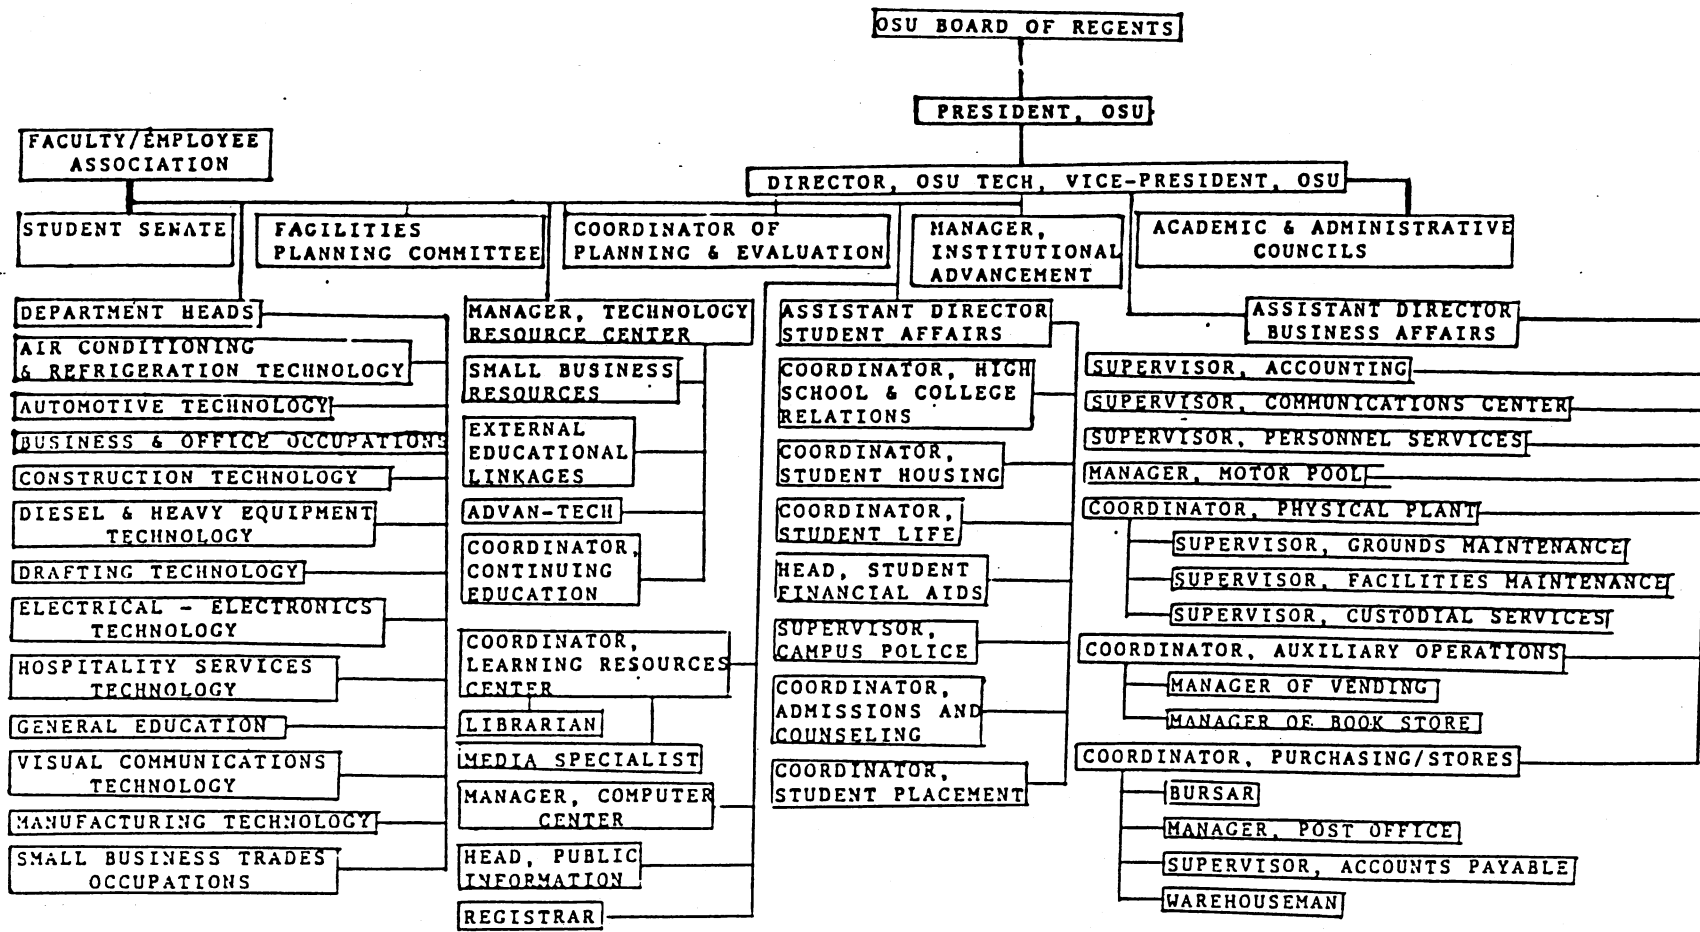 OSU BOARD OF REGENTS
PRESIDENT, OSU
FACULTY/EMPLOYEE
ASSOCIATION
DIRECTOR, OSU TECH, VICE-PRESIDENT, OSU
STUDENT SENATE
FACILITIES
PLANNING COMMITTEE
COORDINATOR OF
PLANNING & EVALUATION
MANAGER,
INSTITUTIONAL
ADVANCEMENT
ACADEMIC & ADMINISTRATIVE
COUNCILS
DEPARTMENT HEADS
AIR CONDITIONING
& REFRIGERATION TECHNOLOGY
AUTOMOTIVE TECHNOLOGY
BUSINESS & OFFICE OCCUPATIONS
CONSTRUCTION TECHNOLOGY
DIESEL & HEAVY EQUIPMENT
TECHNOLOGY
DRAFTING TECHNOLOGY
ELECTRICAL - ELECTRONICS
TECHNOLOGY
HOSPITALITY SERVICES
TECHNOLOGY
GENERAL EDUCATION
VISUAL COMMUNICATIONS
TECHNOLOGY
MANUFACTURING TECHNOLOGY
SMALL BUSINESS TRADES
OCCUPATIONS
MANAGER, TECHNOLOGY
RESOURCE CENTER
SMALL BUSINESS
RESOURCES
EXTERNAL
EDUCATIONAL
LINKAGES
ADVAN-TECH
COORDINATOR,
CONTINUING
EDUCATION
COORDINATOR,
LEARNING RESOURCES
CENTER
LIBRARIAN
MEDIA SPECIALIST
MANAGER, COMPUTER
CENTER
HEAD, PUBLIC
INFORMATION
REGISTRAR
ASSISTANT DIRECTOR
STUDENT AFFAIRS
COORDINATOR, HIGH
SCHOOL & COLLEGE
RELATIONS
COORDINATOR,
STUDENT HOUSING
COORDINATOR,
STUDENT LIFE
HEAD, STUDENT
FINANCIAL AIDS
SUPERVISOR,
CAMPUS POLICE
COORDINATOR,
ADMISSIONS AND
COUNSELING
COORDINATOR,
STUDENT PLACEMENT
ASSISTANT DIRECTOR
BUSINESS AFFAIRS
SUPERVISOR, ACCOUNTING
SUPERVISOR, COMMUNICATIONS CENTER
SUPERVISOR, PERSONNEL SERVICES
MANAGER, MOTOR POOL
COORDINATOR, PHYSICAL PLANT
SUPERVISOR, GROUNDS MAINTENANCE
SUPERVISOR, FACILITIES MAINTENANCE
SUPERVISOR, CUSTODIAL SERVICES
COORDINATOR, AUXILIARY OPERATIONS
MANAGER OF VENDING
MANAGER OF BOOK STORE
COORDINATOR, PURCHASING/STORES
BURSAR
MANAGER, POST OFFICE
SUPERVISOR, ACCOUNTS PAYABLE
WAREHOUSEMAN